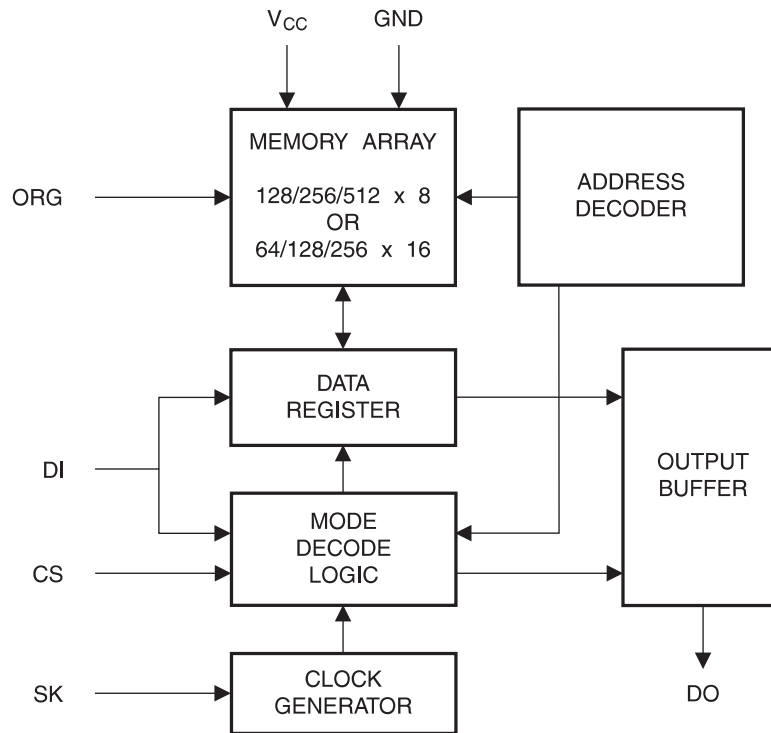 VCC
GND
MEMORY ARRAY
128/256/512 x 8
OR
64/128/256 x 16
ORG
ADDRESS
DECODER
DATA
REGISTER
DI
OUTPUT
BUFFER
MODE
DECODE
LOGIC
CS
CLOCK
GENERATOR
SK
DO